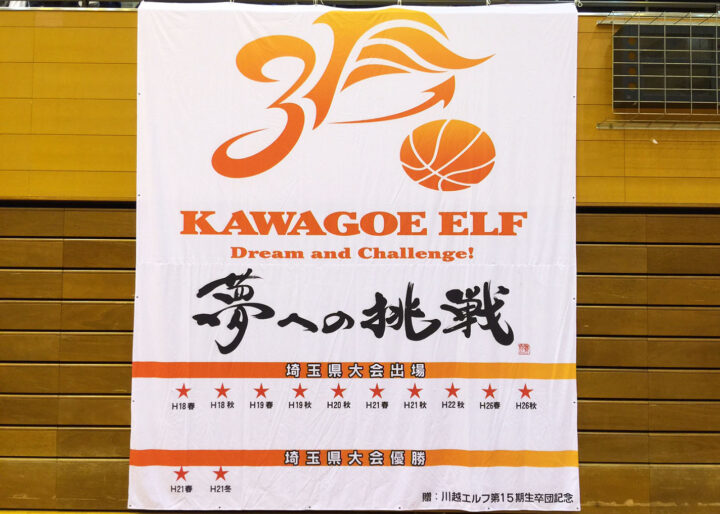 KAWAGOE ELF
Dream and Challenge!
夢への挑戦
埼玉県大会出場
★ ★ ★ ★ ★ ★ ★ ★ ★ ★
H18春 H18秋 H19春 H19秋 H20秋 H21春 H21秋 H22秋 H26春 H26秋
埼玉県大会優勝
★ ★
H21春 H21冬
贈：川越エルフ第15期生卒団記念